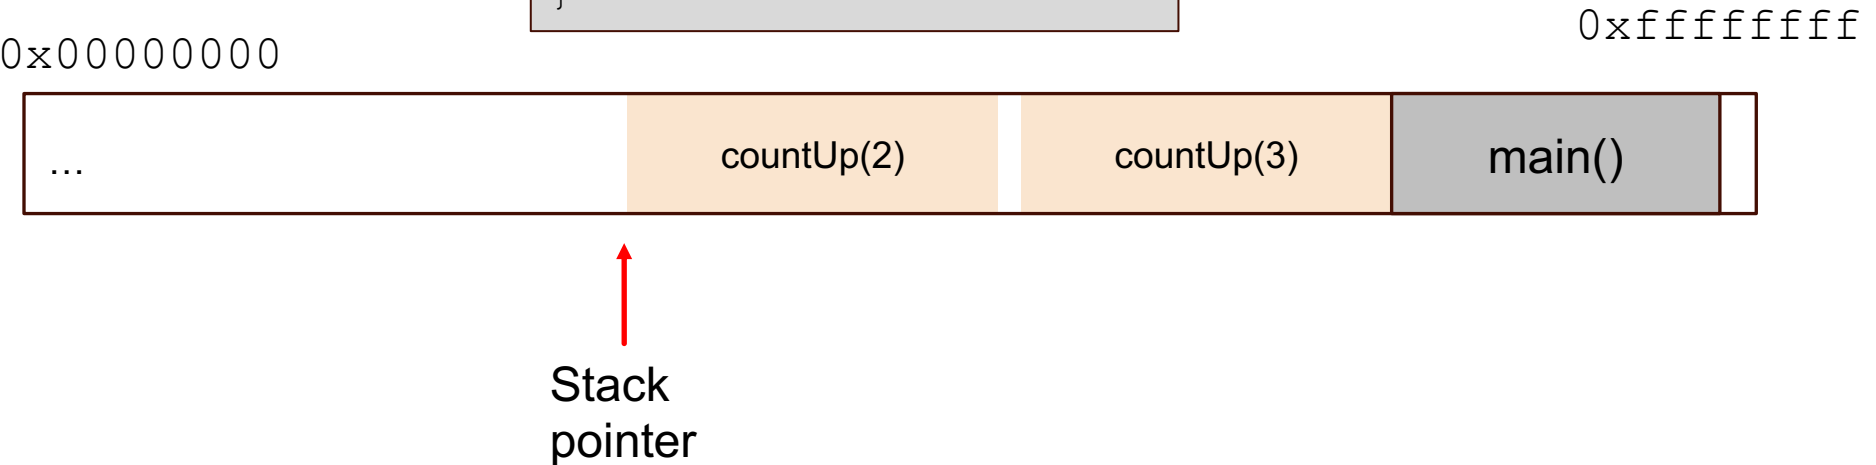 }
0xffffffff
0x00000000
...
countUp(2)
countUp(3)
main()
Stack
pointer